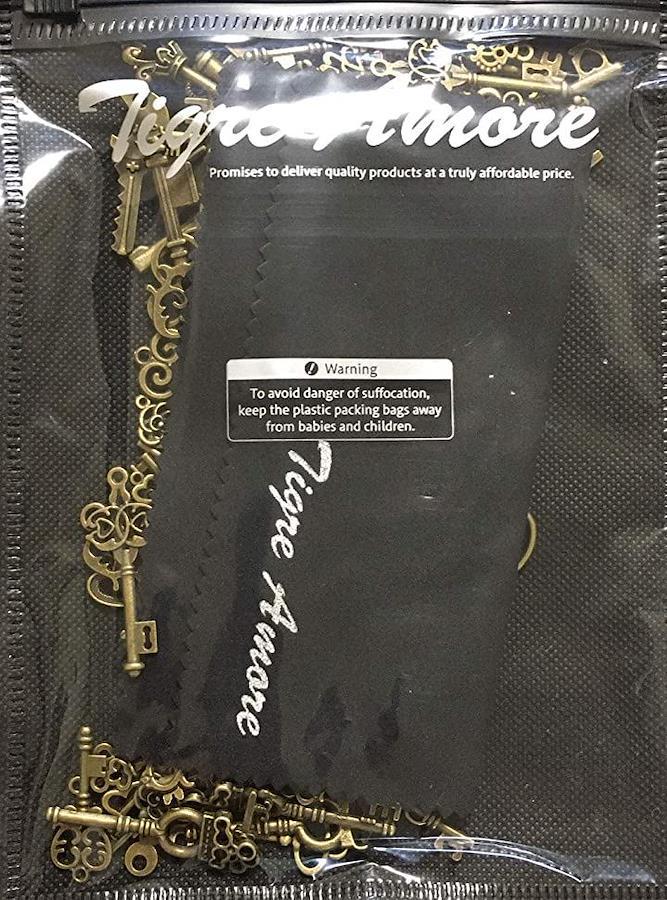 Tigre Amore
Promises to deliver quality products at a truly affordable price.
Warning
To avoid danger of suffocation,
keep the plastic packing bags away
from babies and children.
Tigre Amore